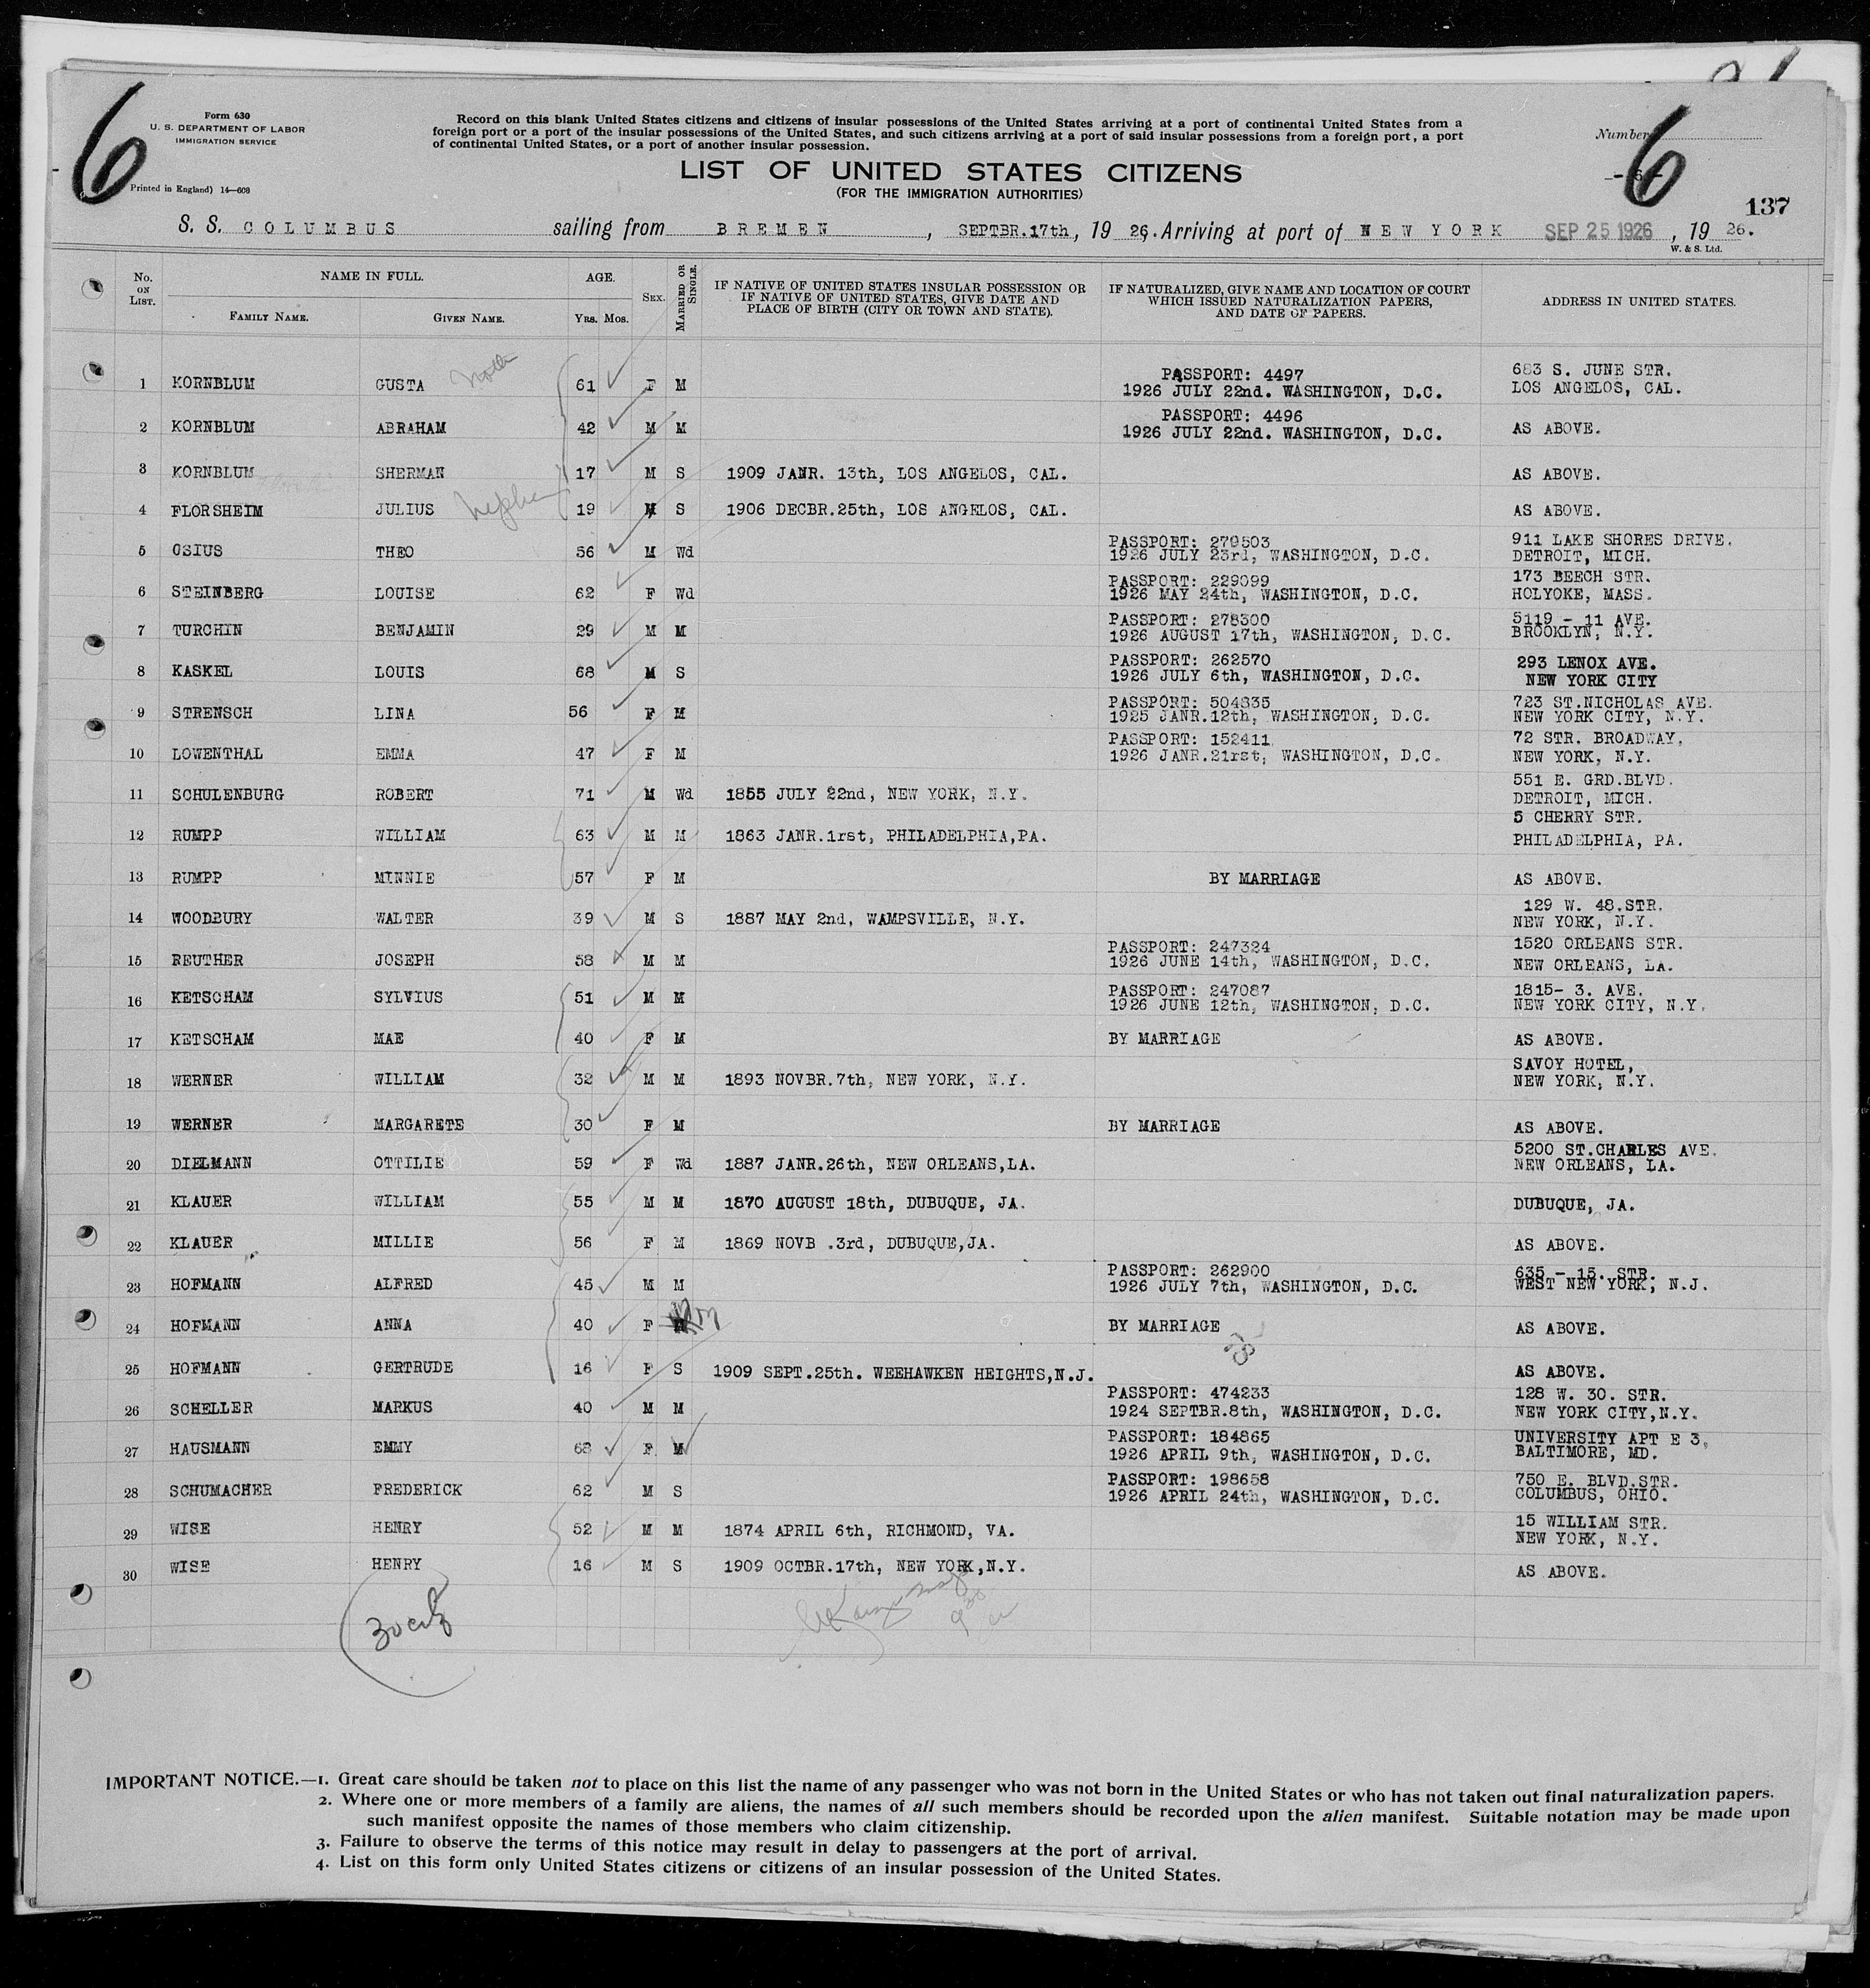 6
Form 630
U. S. DEPARTMENT OF LABOR
IMMIGRATION SERVICE
Printed in England) 14—608
Record on this blank United States citizens and citizens of insular possessions of the United States arriving at a port of continental United States from a
foreign port or a port of the insular possessions of the United States, and such citizens arriving at a port of said insular possessions from a foreign port, a port
of continental United States, or a port of another insular possession.
LIST OF UNITED STATES CITIZENS
(FOR THE IMMIGRATION AUTHORITIES)
Number
6
-6-
137
S. S. COLUMBUS sailing from BREMEN, SEPTBR.17th, 19 26. Arriving at port of NEW YORK SEP 25 1926, 19 26.
W. & S. Ltd.
No. ON LIST. NAME IN FULL. FAMILY NAME. GIVEN NAME. AGE. YRS. MOS. SEX. MARRIED OR SINGLE. IF NATIVE OF UNITED STATES INSULAR POSSESSION OR IF NATIVE OF UNITED STATES, GIVE DATE AND PLACE OF BIRTH (CITY OR TOWN AND STATE). IF NATURALIZED, GIVE NAME AND LOCATION OF COURT WHICH ISSUED NATURALIZATION PAPERS, AND DATE OF PAPERS. ADDRESS IN UNITED STATES.
1 KORNBLUM GUSTA 61 F M PASSPORT: 4497 1926 JULY 22nd. WASHINGTON, D.C. 683 S. JUNE STR. LOS ANGELOS, CAL.
2 KORNBLUM ABRAHAM 42 M M PASSPORT: 4496 1926 JULY 22nd. WASHINGTON, D.C. AS ABOVE.
3 KORNBLUM SHERMAN 17 M S 1909 JANR. 13th, LOS ANGELOS, CAL. AS ABOVE.
4 FLORSHEIM JULIUS nephew 19 M S 1906 DECBR.25th, LOS ANGELOS, CAL. AS ABOVE.
5 OSIUS THEO 56 M Wd PASSPORT: 279503 1926 JULY 23rd, WASHINGTON, D.C. 911 LAKE SHORES DRIVE. DETROIT, MICH.
6 STEINBERG LOUISE 62 F Wd PASSPORT: 229099 1926 MAY 24th, WASHINGTON, D.C. 173 BEECH STR. HOLYOKE, MASS.
7 TURCHIN BENJAMIN 29 M M PASSPORT: 278300 1926 AUGUST 17th, WASHINGTON, D.C. 5119 - 11 AVE. BROOKLYN, N.Y.
8 KASKEL LOUIS 68 M S PASSPORT: 262570 1926 JULY 6th, WASHINGTON, D.C. 293 LENOX AVE. NEW YORK CITY
9 STRENSCH LINA 56 F M PASSPORT: 504835 1925 JANR.12th, WASHINGTON, D.C. 723 ST.NICHOLAS AVE. NEW YORK CITY, N.Y.
10 LOWENTHAL EMMA 47 F M PASSPORT: 152411 1926 JANR.21rst, WASHINGTON, D.C. 72 STR. BROADWAY, NEW YORK, N.Y.
11 SCHULENBURG ROBERT 71 M Wd 1855 JULY 22nd, NEW YORK, N.Y. 551 E. GRD.BLVD. DETROIT, MICH.
12 RUMPP WILLIAM 63 M M 1863 JANR.1rst, PHILADELPHIA,PA. 5 CHERRY STR. PHILADELPHIA, PA.
13 RUMPP MINNIE 57 F M BY MARRIAGE AS ABOVE.
14 WOODBURY WALTER 39 M S 1887 MAY 2nd, WAMPSVILLE, N.Y. 129 W. 48.STR. NEW YORK, N.Y.
15 REUTHER JOSEPH 58 M M PASSPORT: 247324 1926 JUNE 14th, WASHINGTON, D.C. 1520 ORLEANS STR. NEW ORLEANS, LA.
16 KETSCHAM SYLVIUS 51 M M PASSPORT: 247087 1926 JUNE 12th, WASHINGTON, D.C. 1815- 3. AVE. NEW YORK CITY, N.Y.
17 KETSCHAM MAE 40 F M BY MARRIAGE AS ABOVE.
18 WERNER WILLIAM 32 M M 1893 NOVBR.7th, NEW YORK, N.Y. SAVOY HOTEL, NEW YORK, N.Y.
19 WERNER MARGARETE 30 F M BY MARRIAGE AS ABOVE.
20 DIELMANN OTTILIE 59 F Wd 1887 JANR.26th, NEW ORLEANS,LA. 5200 ST.CHARLES AVE. NEW ORLEANS, LA.
21 KLAUER WILLIAM 55 M M 1870 AUGUST 18th, DUBUQUE, JA. DUBUQUE, JA.
22 KLAUER MILLIE 56 F M 1869 NOVB .3rd, DUBUQUE,JA. AS ABOVE.
23 HOFMANN ALFRED 45 M M PASSPORT: 262900 1926 JULY 7th, WASHINGTON, D.C. 635 - 15. STR. WEST NEW YORK, N.J.
24 HOFMANN ANNA 40 F M BY MARRIAGE AS ABOVE.
25 HOFMANN GERTRUDE 16 F S 1909 SEPT.25th. WEEHAWKEN HEIGHTS,N.J. AS ABOVE.
26 SCHELLER MARKUS 40 M M PASSPORT: 474233 1924 SEPTBR.8th, WASHINGTON, D.C. 128 W. 30. STR. NEW YORK CITY,N.Y.
27 HAUSMANN EMMY 68 F M PASSPORT: 184865 1926 APRIL 9th, WASHINGTON, D.C. UNIVERSITY APT E 3, BALTIMORE, MD.
28 SCHUMACHER FREDERICK 62 M S PASSPORT: 198658 1926 APRIL 24th, WASHINGTON, D.C. 750 E. BLVD.STR. COLUMBUS, OHIO.
29 WISE HENRY 52 M M 1874 APRIL 6th, RICHMOND, VA. 15 WILLIAM STR. NEW YORK, N.Y.
30 WISE HENRY 16 M S 1909 OCTBR.17th, NEW YORK,N.Y. AS ABOVE.
IMPORTANT NOTICE.—1. Great care should be taken not to place on this list the name of any passenger who was not born in the United States or who has not taken out final naturalization papers.
2. Where one or more members of a family are aliens, the names of all such members should be recorded upon the alien manifest. Suitable notation may be made upon
such manifest opposite the names of those members who claim citizenship.
3. Failure to observe the terms of this notice may result in delay to passengers at the port of arrival.
4. List on this form only United States citizens or citizens of an insular possession of the United States.